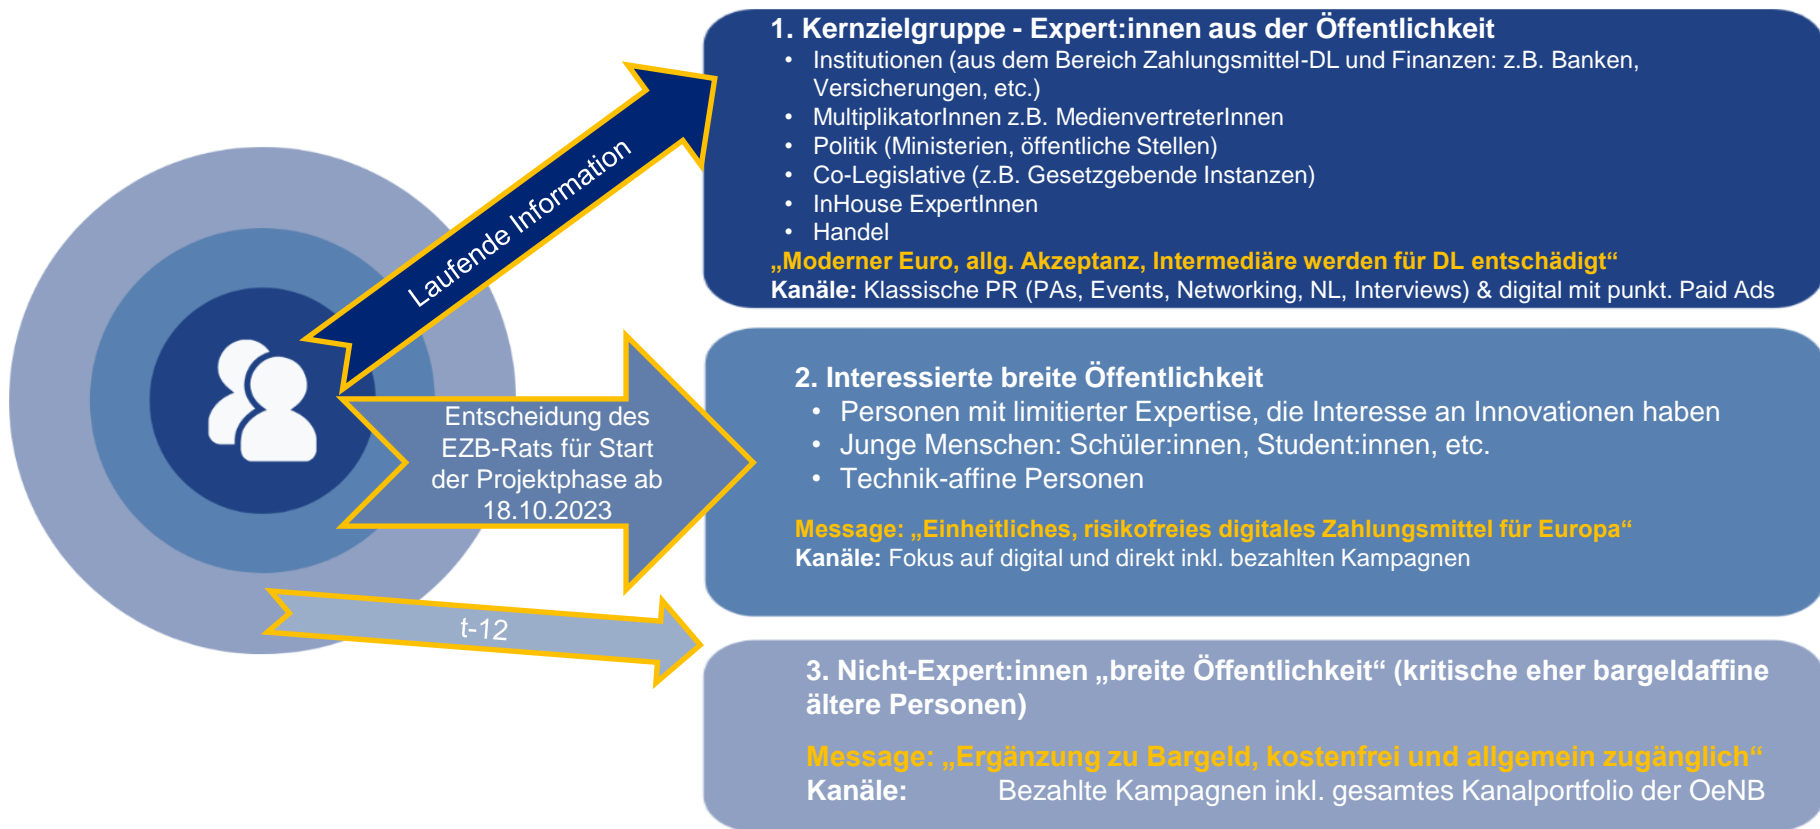 1. Kernzielgruppe - Expert:innen aus der Öffentlichkeit
• Institutionen (aus dem Bereich Zahlungsmittel-DL und Finanzen: z.B. Banken,
Versicherungen, etc.)
• MultiplikatorInnen z.B. MedienvertreterInnen
• Politik (Ministerien, öffentliche Stellen)
• Co-Legislative (z.B. Gesetzgebende Instanzen)
• InHouse ExpertInnen
• Handel
„Moderner Euro, allg. Akzeptanz, Intermediäre werden für DL entschädigt“
Kanäle: Klassische PR (PAs, Events, Networking, NL, Interviews) & digital mit punkt. Paid Ads
Laufende Information
Entscheidung des
EZB-Rats für Start
der Projektphase ab
18.10.2023
2. Interessierte breite Öffentlichkeit
• Personen mit limitierter Expertise, die Interesse an Innovationen haben
• Junge Menschen: Schüler:innen, Student:innen, etc.
• Technik-affine Personen
Message: „Einheitliches, risikofreies digitales Zahlungsmittel für Europa“
Kanäle: Fokus auf digital und direkt inkl. bezahlten Kampagnen
t-12
3. Nicht-Expert:innen „breite Öffentlichkeit“ (kritische eher bargeldaffine
ältere Personen)
Message: „Ergänzung zu Bargeld, kostenfrei und allgemein zugänglich“
Kanäle: Bezahlte Kampagnen inkl. gesamtes Kanalportfolio der OeNB